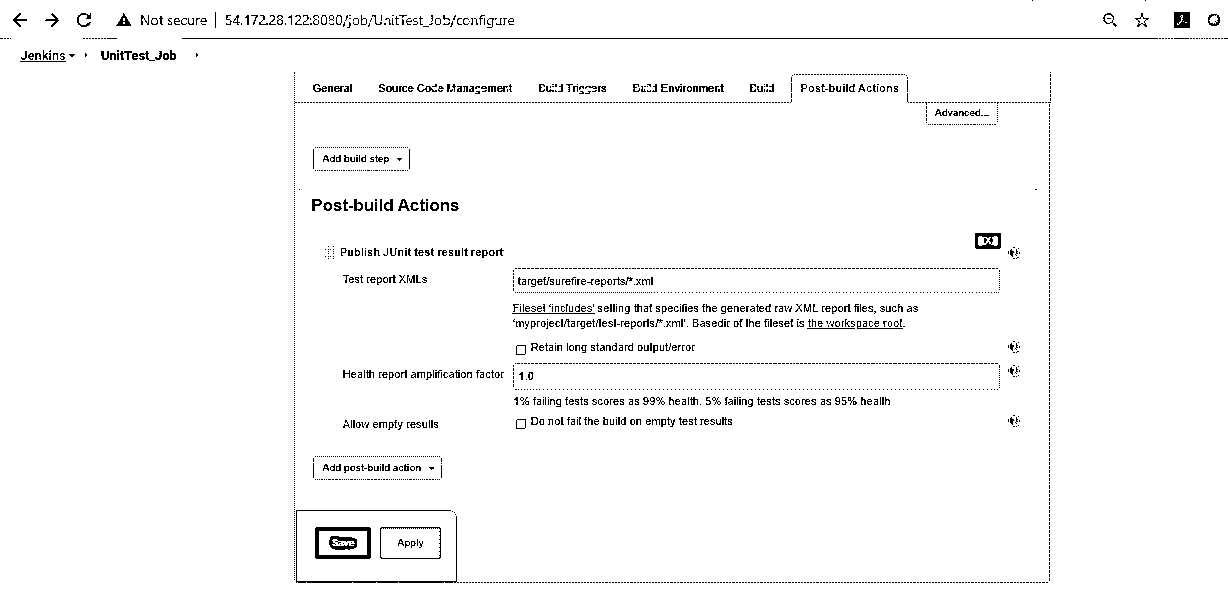 Not secure | 54.172.28.122:8080/job/UnitTest_Job/configure
Jenkins UnitTest_Job
General Source Code Management Build Triggers Build Environment Build Post-build Actions
Advanced...
Add build step
Post-build Actions
Publish JUnit test result report
Test report XMLs target/surefire-reports/*.xml
Fileset 'includes' setting that specifies the generated raw XML report files, such as
'myproject/target/test-reports/*.xml'. Basedir of the fileset is the workspace root.
Retain long standard output/error
Health report amplification factor 1.0
1% failing tests scores as 99% health. 5% failing tests scores as 95% health
Allow empty results Do not fail the build on empty test results
Add post-build action
Save Apply